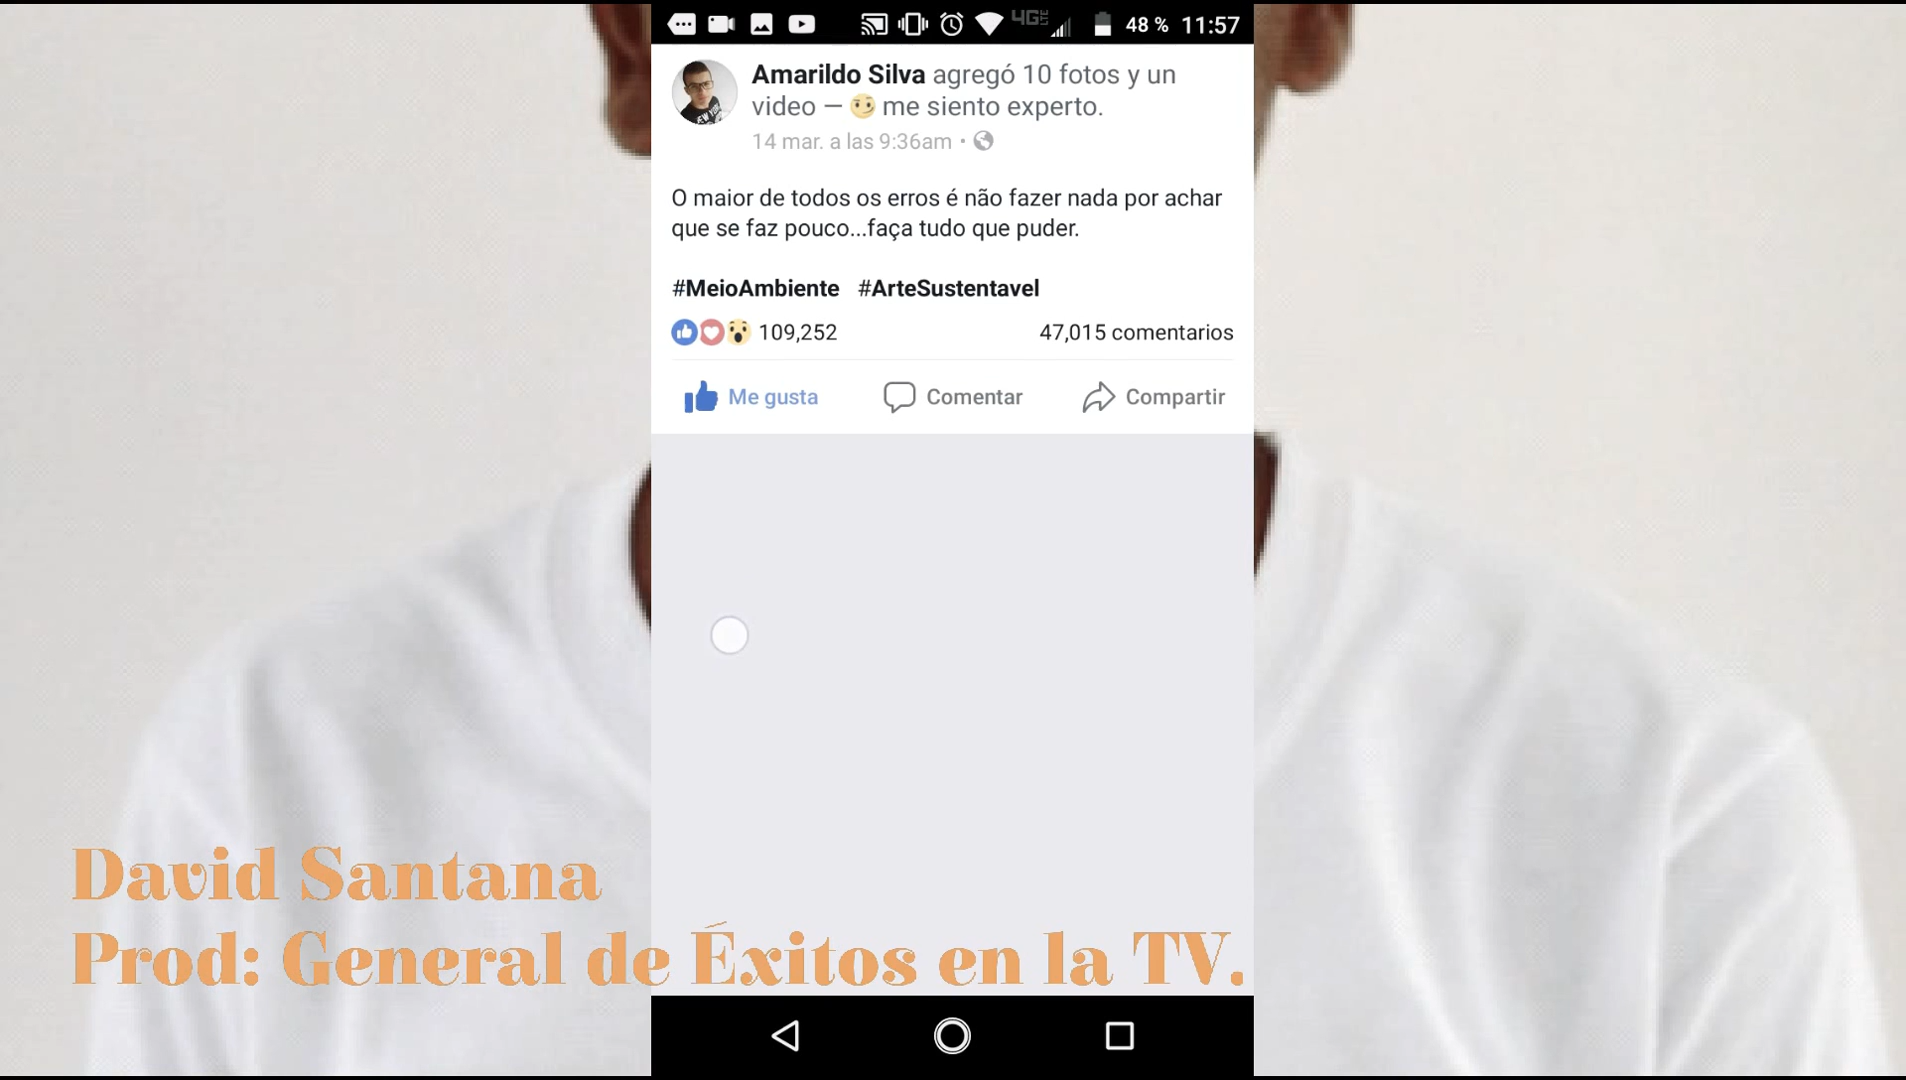 4G LTE 48 % 11:57
Amarildo Silva agregó 10 fotos y un
video — 🤨 me siento experto.
14 mar. a las 9:36am •
O maior de todos os erros é não fazer nada por achar
que se faz pouco...faça tudo que puder.
#MeioAmbiente #ArteSustentavel
109,252 47,015 comentarios
Me gusta Comentar Compartir
David Santana
Prod: General de Éxitos en la TV.